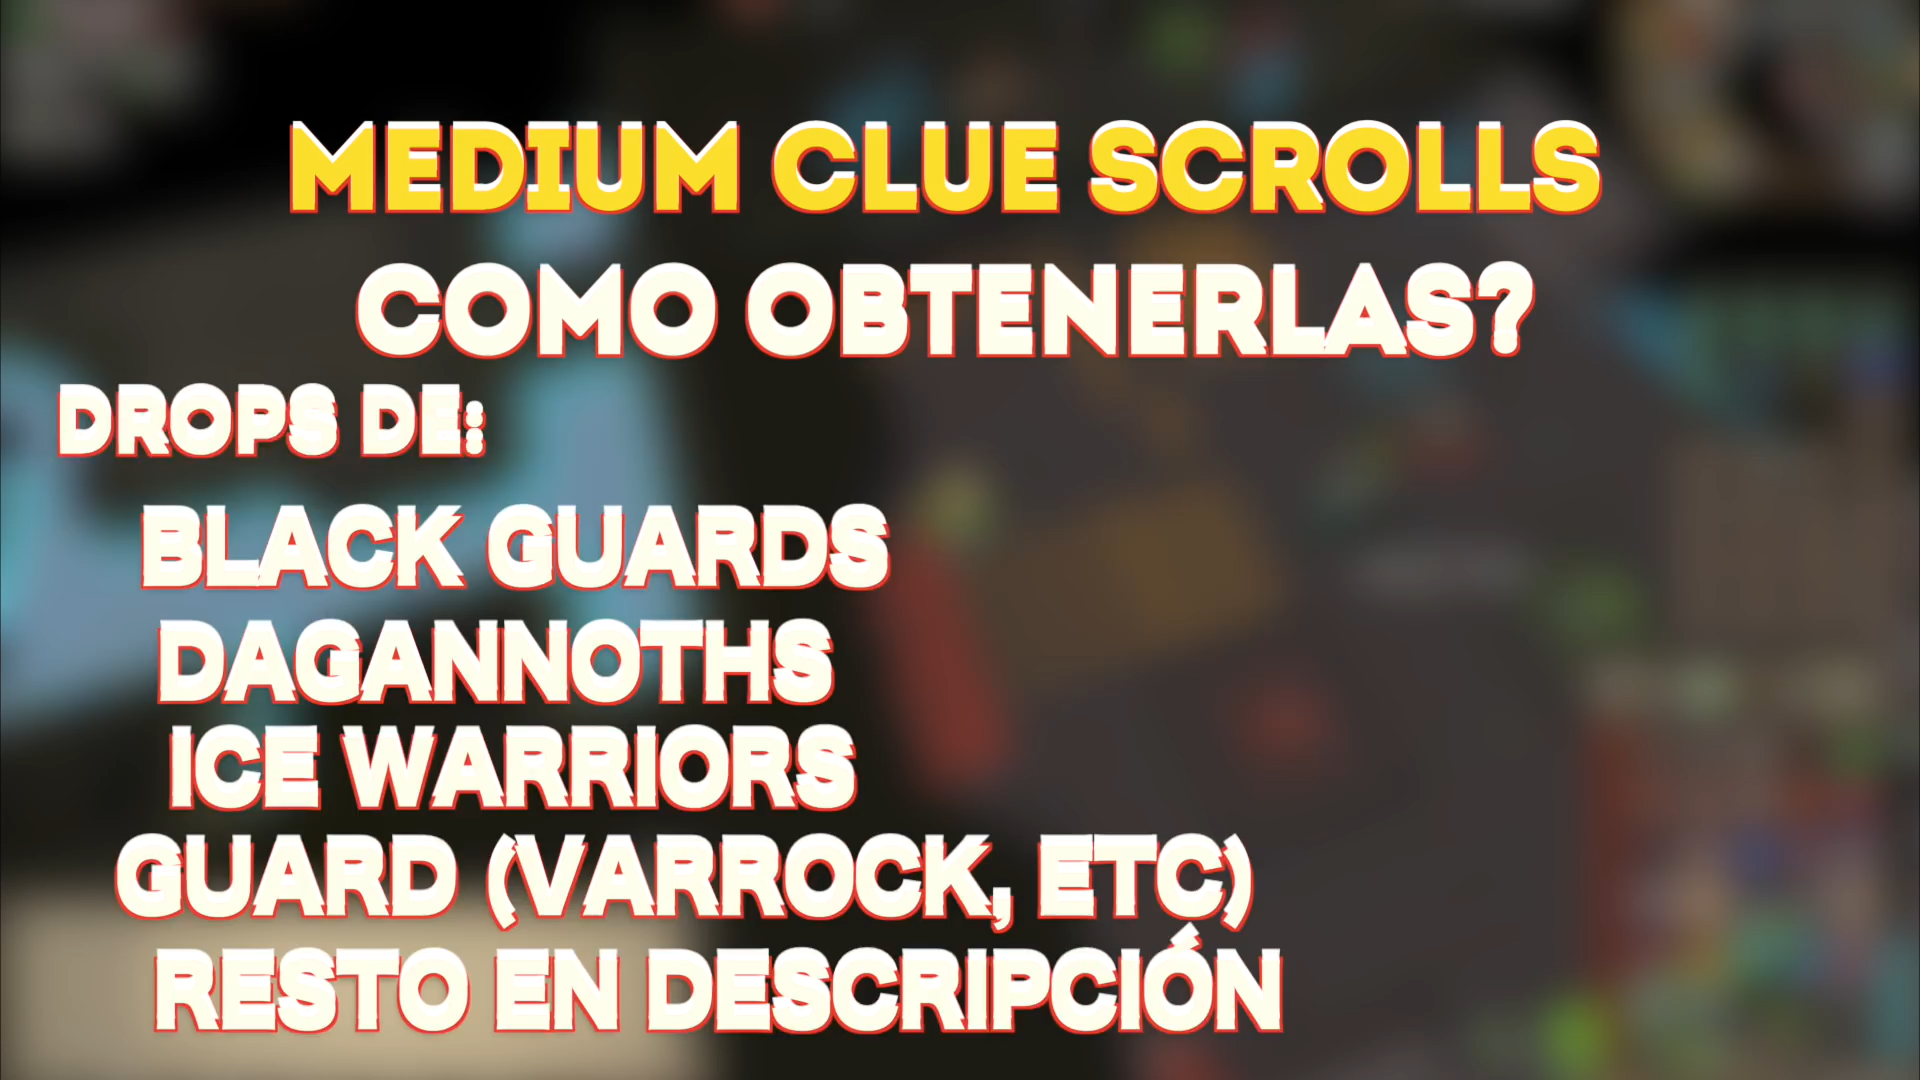 MEDIUM CLUE SCROLLS
COMO OBTENERLAS?
DROPS DE:
BLACK GUARDS
DAGANNOTHS
ICE WARRIORS
GUARD (VARROCK, ETC)
RESTO EN DESCRIPCIÓN